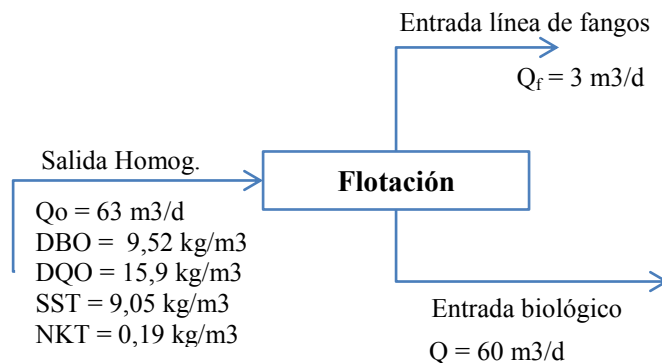 Entrada línea de fangos
Qf = 3 m3/d
Salida Homog.
Flotación
Qo = 63 m3/d
DBO = 9,52 kg/m3
DQO = 15,9 kg/m3
SST = 9,05 kg/m3
NKT = 0,19 kg/m3
Entrada biológico
Q = 60 m3/d